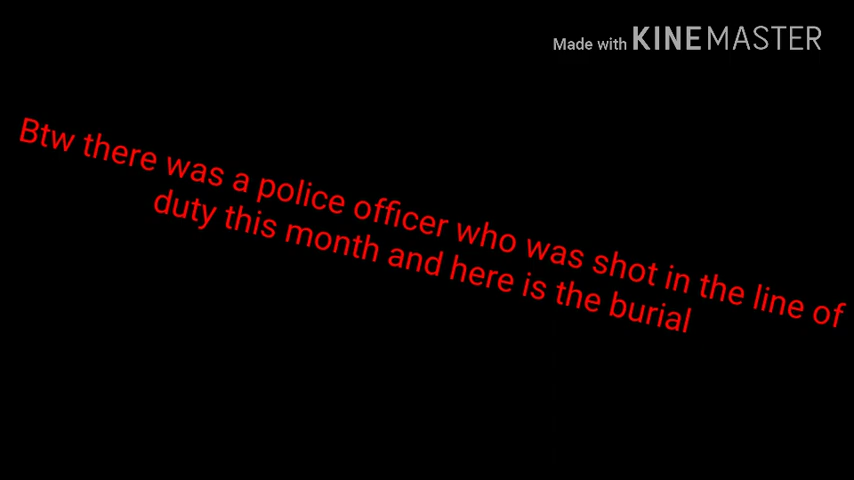 Made with KINEMASTER
Btw there was a police officer who was shot in the line of
duty this month and here is the burial